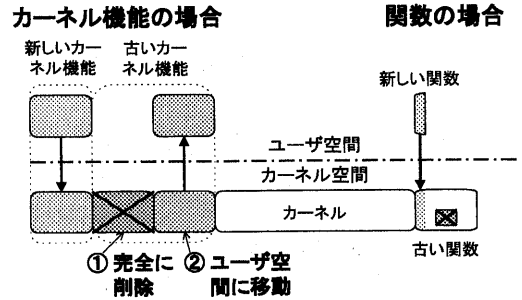 カーネル機能の場合
関数の場合
新しいカー
ネル機能
古いカー
ネル機能
新しい関数
ユーザ空間
カーネル空間
カーネル
古い関数
① 完全に
削除
② ユーザ空
間に移動